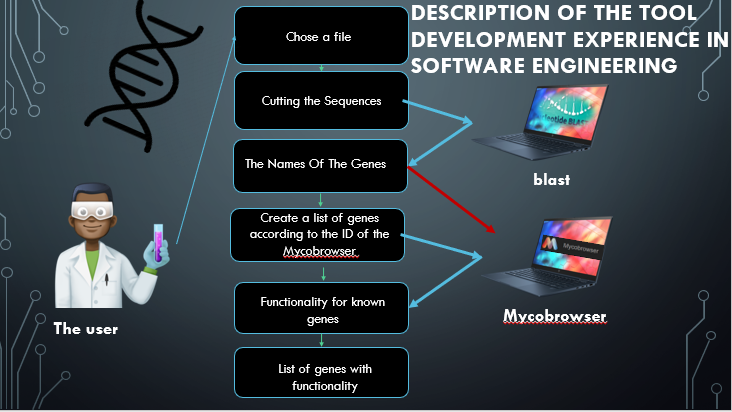 DESCRIPTION OF THE TOOL
DEVELOPMENT EXPERIENCE IN
SOFTWARE ENGINEERING
Chose a file
Cutting the Sequences
The Names Of The Genes
Create a list of genes
according to the ID of the
Mycobrowser
Functionality for known
genes
List of genes with
functionality
BLAST
blast
Mycobrowser
Mycobrowser
The user